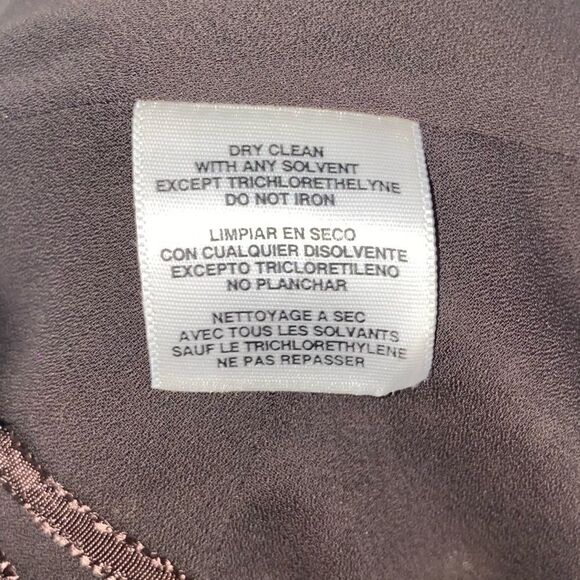 DRY CLEAN
WITH ANY SOLVENT
EXCEPT TRICHLORETHELYNE
DO NOT IRON
LIMPIAR EN SECO
CON CUALQUIER DISOLVENTE
EXCEPTO TRICLORETILENO
NO PLANCHAR
NETTOYAGE A SEC
AVEC TOUS LES SOLVANTS
SAUF LE TRICHLORETHYLENE
NE PAS REPASSER